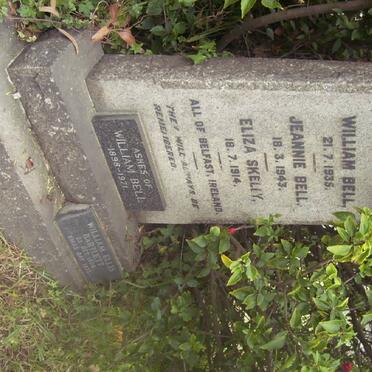 WILLIAM BELL,
21.7.1935.
JEANNIE BELL,
18.3.1943.
ELIZA SKELLY,
18.7.1914.
ALL OF BELFAST, IRELAND.
THEY WILL ALWAYS BE
REMEMBERED.
ASHES OF
WILLIAM BELL
1898-1971.
WILLIAM